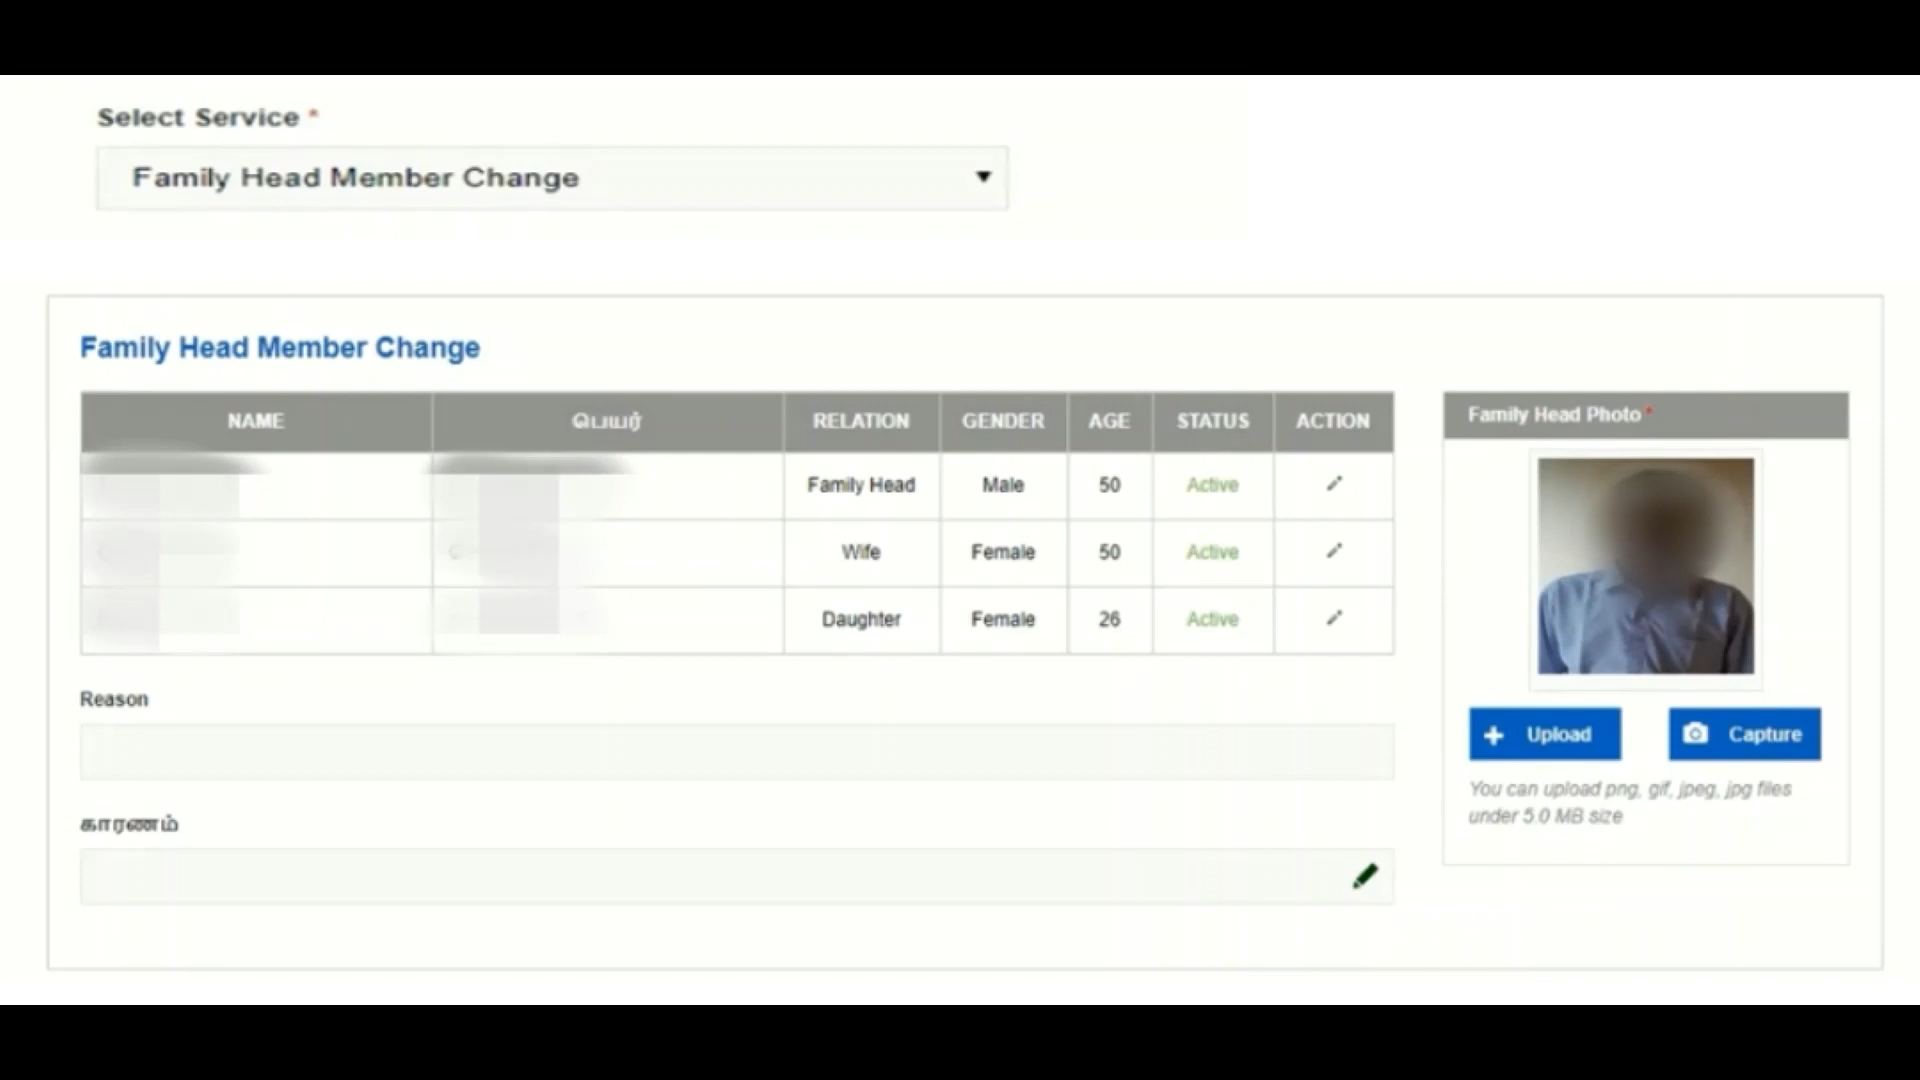 Select Service *
Family Head Member Change
Family Head Member Change
NAME பெயர் RELATION GENDER AGE STATUS ACTION
Family Head Male 50 Active
Wife Female 50 Active
Daughter Female 26 Active
Reason
காரணம்
Family Head Photo *
Upload Capture
You can upload png, gif, jpeg, jpg files
under 5.0 MB size